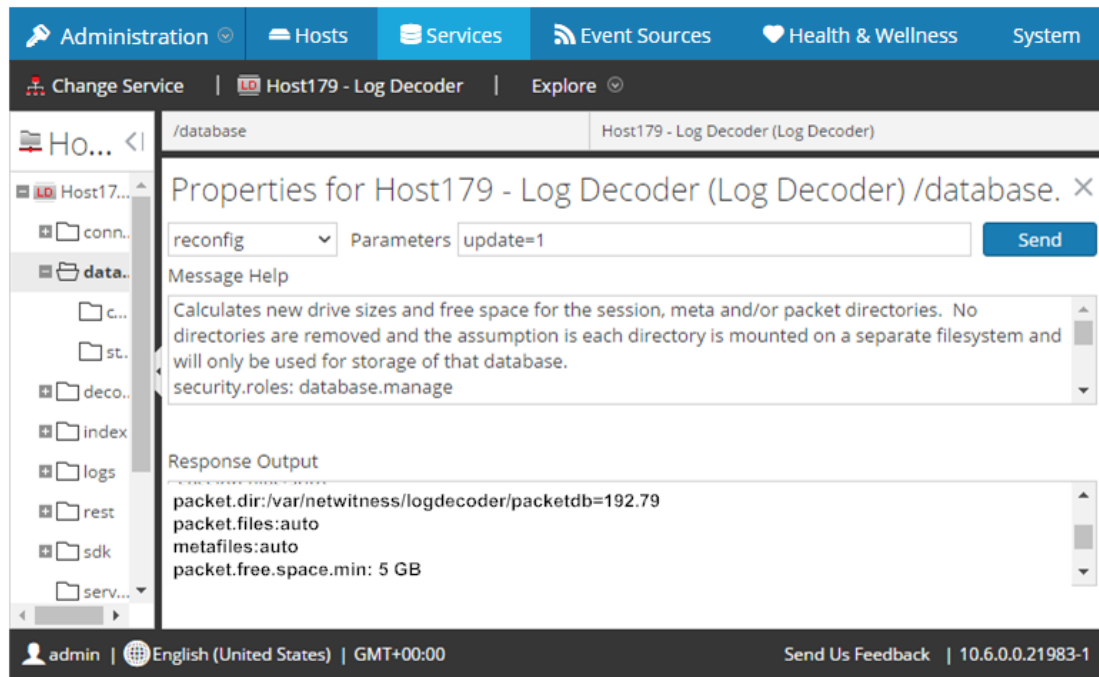 Administration Hosts Services Event Sources Health & Wellness System
Change Service | LD Host179 - Log Decoder | Explore
Ho...
/database Host179 - Log Decoder (Log Decoder)
LD Host17...
conn..
data..
c...
st..
deco..
index
logs
rest
sdk
serv...
Properties for Host179 - Log Decoder (Log Decoder) /database.
reconfig Parameters update=1 Send
Message Help
Calculates new drive sizes and free space for the session, meta and/or packet directories. No
directories are removed and the assumption is each directory is mounted on a separate filesystem and
will only be used for storage of that database.
security.roles: database.manage
Response Output
packet.dir:/var/netwitness/logdecoder/packetdb=192.79
packet.files:auto
metafiles:auto
packet.free.space.min: 5 GB
admin | English (United States) | GMT+00:00 Send Us Feedback | 10.6.0.0.21983-1